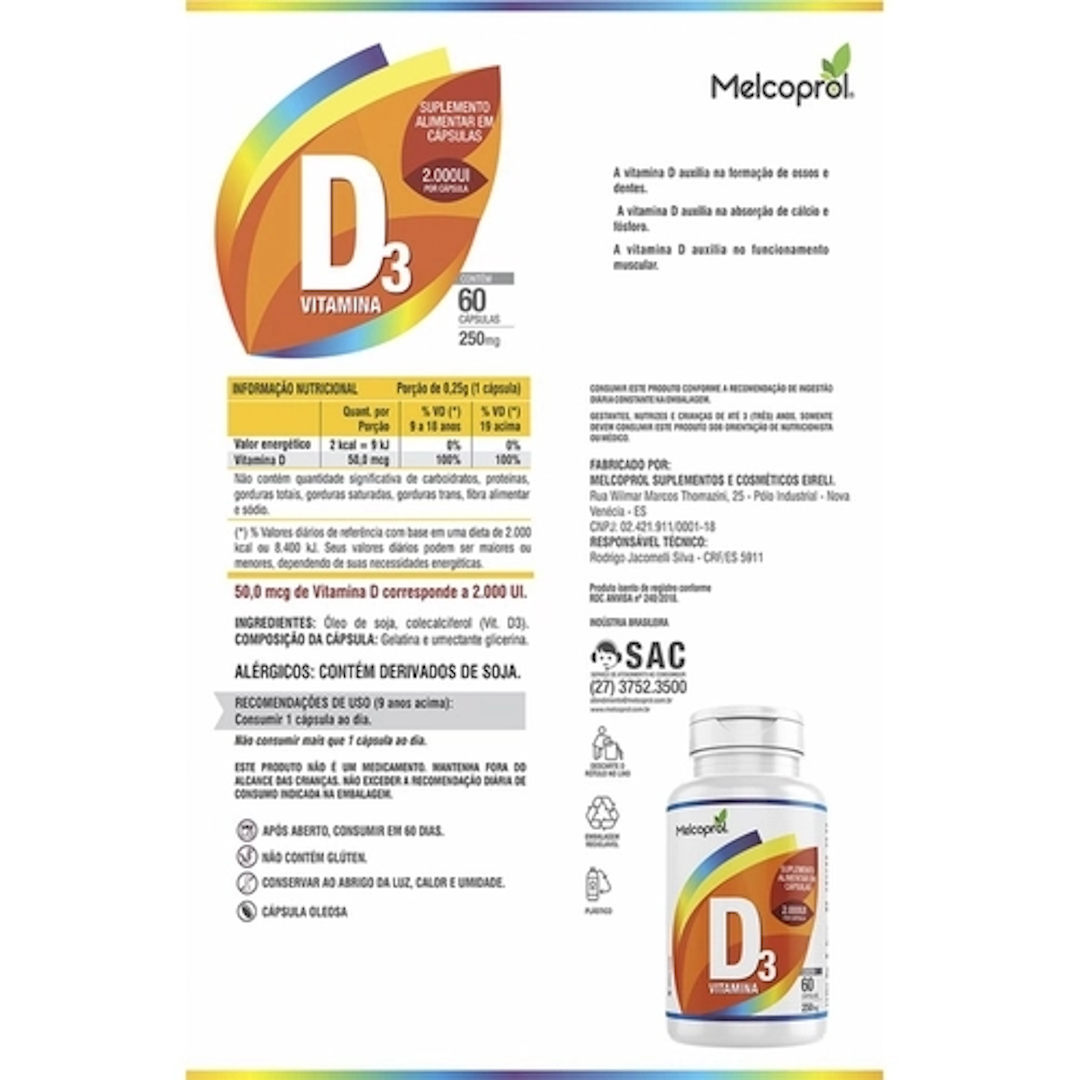 Melcoprol
SUPLEMENTO
ALIMENTAR EM
CÁPSULAS
2.000UI
POR CÁPSULA
D3
VITAMINA
CONTÉM
60
CÁPSULAS
250mg
A vitamina D auxilia na formação de ossos e
dentes.
A vitamina D auxilia na absorção de cálcio e
fósforo.
A vitamina D auxilia no funcionamento
muscular.
INFORMAÇÃO NUTRICIONAL Porção de 0,25g (1 cápsula)
Quant. por Porção % VD (*) 9 a 18 anos % VD (*) 19 acima
Valor energético 2 kcal = 9 kJ 0% 0%
Vitamina D 50,0 mcg 100% 100%
Não contém quantidade significativa de carboidratos, proteínas,
gorduras totais, gorduras saturadas, gorduras trans, fibra alimentar
e sódio.
(*) % Valores diários de referência com base em uma dieta de 2.000
kcal ou 8.400 kJ. Seus valores diários podem ser maiores ou
menores, dependendo de suas necessidades energéticas.
50,0 mcg de Vitamina D corresponde a 2.000 UI.
INGREDIENTES: Óleo de soja, colecalciferol (Vit. D3).
COMPOSIÇÃO DA CÁPSULA: Gelatina e umectante glicerina.
ALÉRGICOS: CONTÉM DERIVADOS DE SOJA.
RECOMENDAÇÕES DE USO (9 anos acima):
Consumir 1 cápsula ao dia.
Não consumir mais que 1 cápsula ao dia.
ESTE PRODUTO NÃO É UM MEDICAMENTO. MANTENHA FORA DO
ALCANCE DAS CRIANÇAS. NÃO EXCEDER A RECOMENDAÇÃO DIÁRIA DE
CONSUMO INDICADA NA EMBALAGEM.
APÓS ABERTO, CONSUMIR EM 60 DIAS.
NÃO CONTÉM GLÚTEN.
CONSERVAR AO ABRIGO DA LUZ, CALOR E UMIDADE.
CÁPSULA OLEOSA
CONSUMIR ESTE PRODUTO CONFORME A RECOMENDAÇÃO DE INGESTÃO
DIÁRIA CONSTANTE NA EMBALAGEM.
GESTANTES, NUTRIZES E CRIANÇAS DE ATÉ 3 (TRÊS) ANOS, SOMENTE
DEVEM CONSUMIR ESTE PRODUTO SOB ORIENTAÇÃO DE NUTRICIONISTA
OU MÉDICO.
FABRICADO POR:
MELCOPROL SUPLEMENTOS E COSMÉTICOS EIRELI.
Rua Wilmar Marcos Thomazini, 25 - Pólo Industrial - Nova
Venécia - ES
CNPJ: 02.421.911/0001-18
RESPONSÁVEL TÉCNICO:
Rodrigo Jacomelli Silva - CRF/ES 5911
Produto isento de registro conforme
RDC ANVISA nº 240/2018.
INDÚSTRIA BRASILEIRA
SAC
SERVIÇO DE ATENDIMENTO AO CONSUMIDOR
(27) 3752.3500
atendimento@melcoprol.com.br
www.melcoprol.com.br
DESCARTE O
RÓTULO NO LIXO
EMBALAGEM
RECICLÁVEL
PLÁSTICO
Melcoprol
SUPLEMENTO
ALIMENTAR EM
CÁPSULAS
2.000UI
D3
VITAMINA
60
250mg